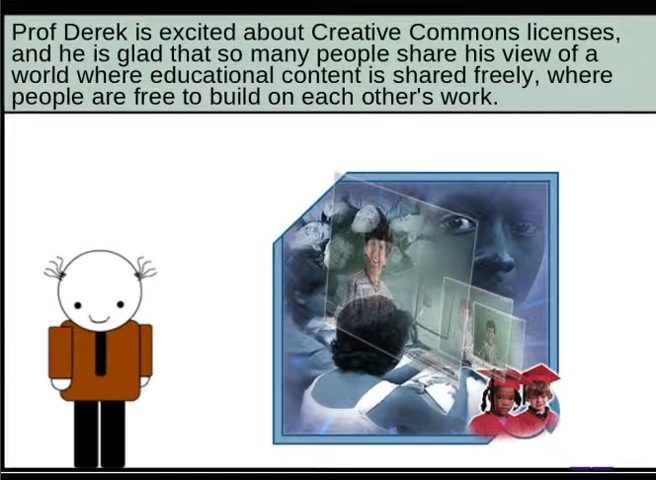 Prof Derek is excited about Creative Commons licenses,
and he is glad that so many people share his view of a
world where educational content is shared freely, where
people are free to build on each other's work.